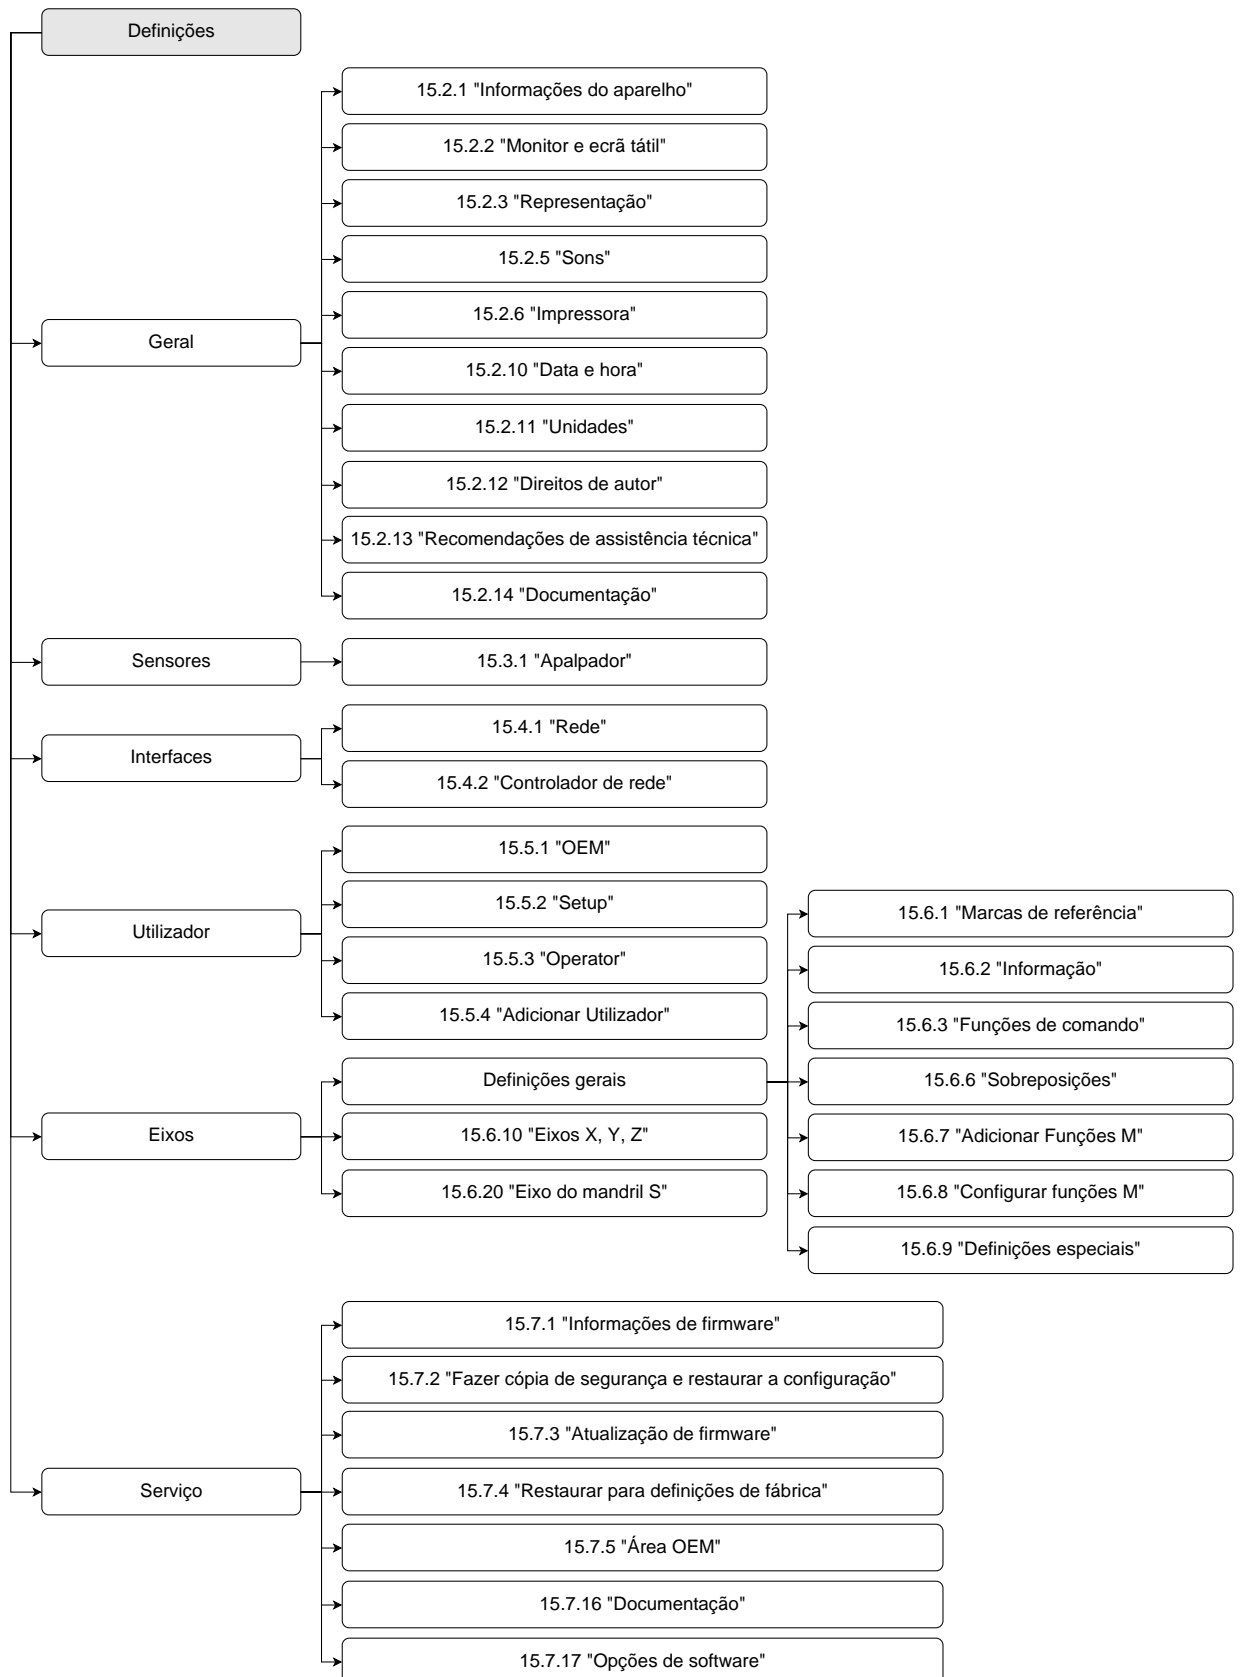 Definições
Geral
15.2.1 "Informações do aparelho"
15.2.2 "Monitor e ecrã tátil"
15.2.3 "Representação"
15.2.5 "Sons"
15.2.6 "Impressora"
15.2.10 "Data e hora"
15.2.11 "Unidades"
15.2.12 "Direitos de autor"
15.2.13 "Recomendações de assistência técnica"
15.2.14 "Documentação"
Sensores
15.3.1 "Apalpador"
Interfaces
15.4.1 "Rede"
15.4.2 "Controlador de rede"
Utilizador
15.5.1 "OEM"
15.5.2 "Setup"
15.5.3 "Operator"
15.5.4 "Adicionar Utilizador"
Eixos
Definições gerais
15.6.1 "Marcas de referência"
15.6.2 "Informação"
15.6.3 "Funções de comando"
15.6.6 "Sobreposições"
15.6.7 "Adicionar Funções M"
15.6.8 "Configurar funções M"
15.6.9 "Definições especiais"
15.6.10 "Eixos X, Y, Z"
15.6.20 "Eixo do mandril S"
Serviço
15.7.1 "Informações de firmware"
15.7.2 "Fazer cópia de segurança e restaurar a configuração"
15.7.3 "Atualização de firmware"
15.7.4 "Restaurar para definições de fábrica"
15.7.5 "Área OEM"
15.7.16 "Documentação"
15.7.17 "Opções de software"